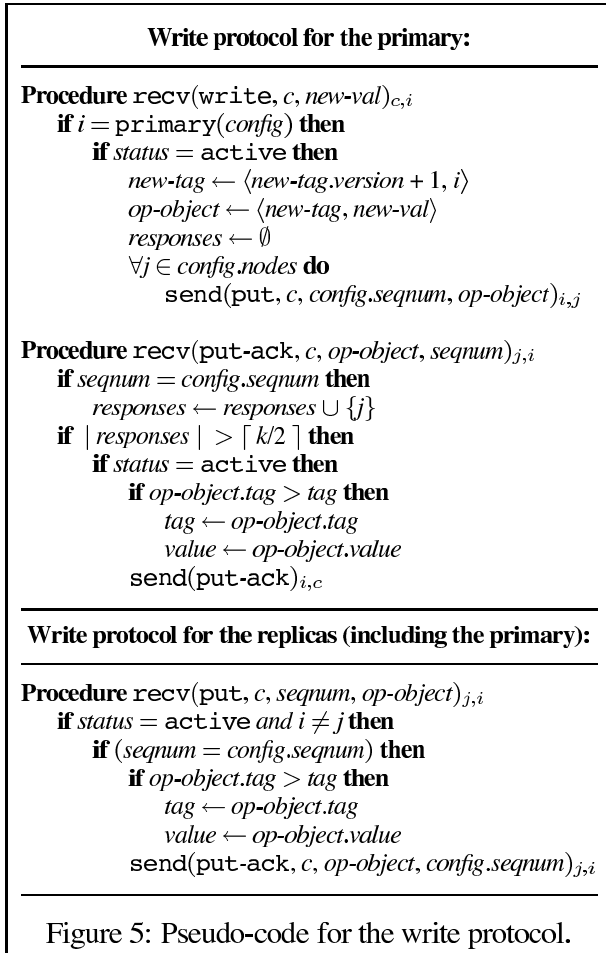 Write protocol for the primary:
Procedure recv(write, c, new-val)c,i
if i = primary(config) then
if status = active then
new-tag ← ⟨new-tag.version + 1, i⟩
op-object ← ⟨new-tag, new-val⟩
responses ← ∅
∀j ∈ config.nodes do
send(put, c, config.seqnum, op-object)i,j
Procedure recv(put-ack, c, op-object, seqnum)j,i
if seqnum = config.seqnum then
responses ← responses ∪ {j}
if | responses | > ⌈ k/2 ⌉ then
if status = active then
if op-object.tag > tag then
tag ← op-object.tag
value ← op-object.value
send(put-ack)i,c
Write protocol for the replicas (including the primary):
Procedure recv(put, c, seqnum, op-object)j,i
if status = active and i ≠ j then
if (seqnum = config.seqnum) then
if op-object.tag > tag then
tag ← op-object.tag
value ← op-object.value
send(put-ack, c, op-object, config.seqnum)j,i
Figure 5: Pseudo-code for the write protocol.